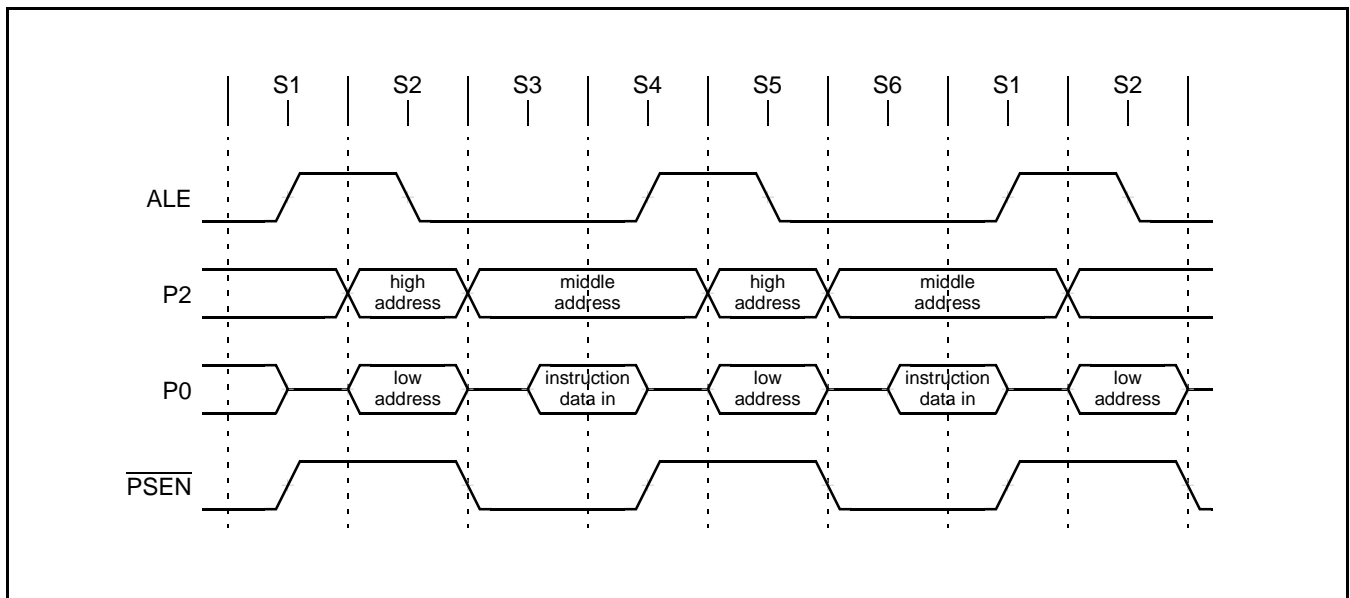 S1 S2 S3 S4 S5 S6 S1 S2
ALE
P2
high
address
middle
address
high
address
middle
address
P0
low
address
instruction
data in
low
address
instruction
data in
low
address
PSEN